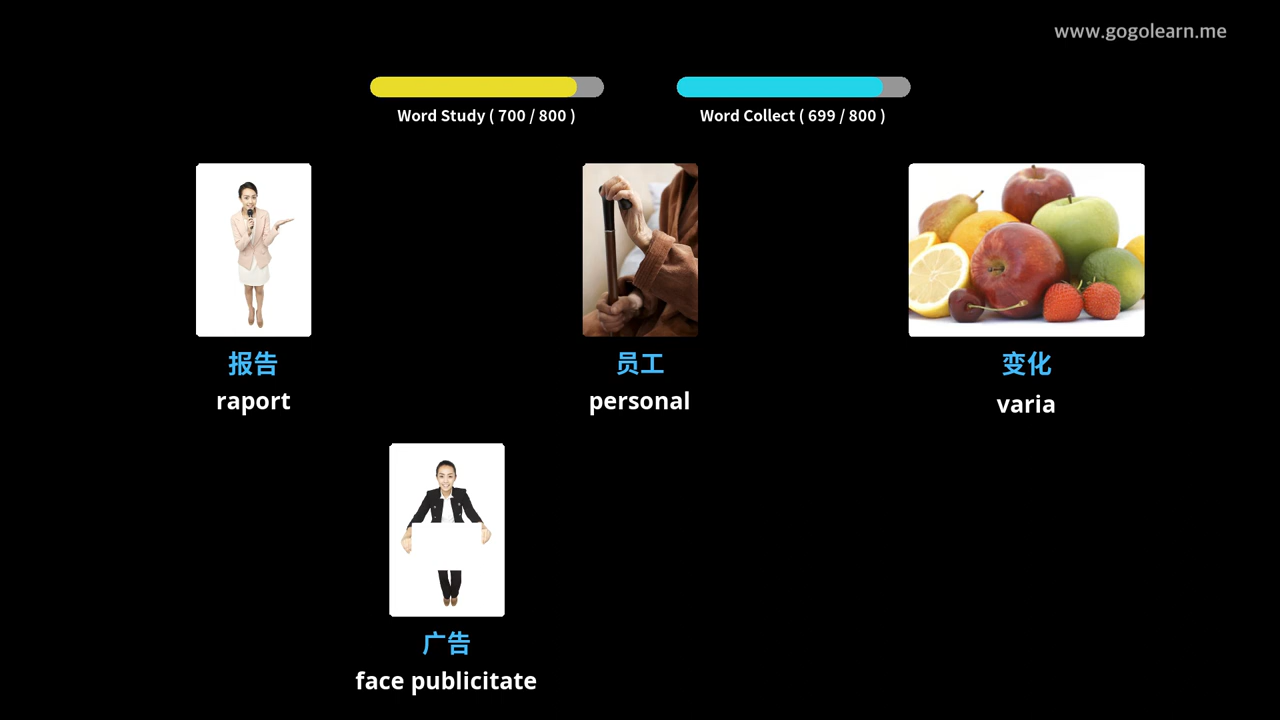 www.gogolearn.me
Word Study ( 700 / 800 )
Word Collect ( 699 / 800 )
报告
raport
员工
personal
变化
varia
广告
face publicitate